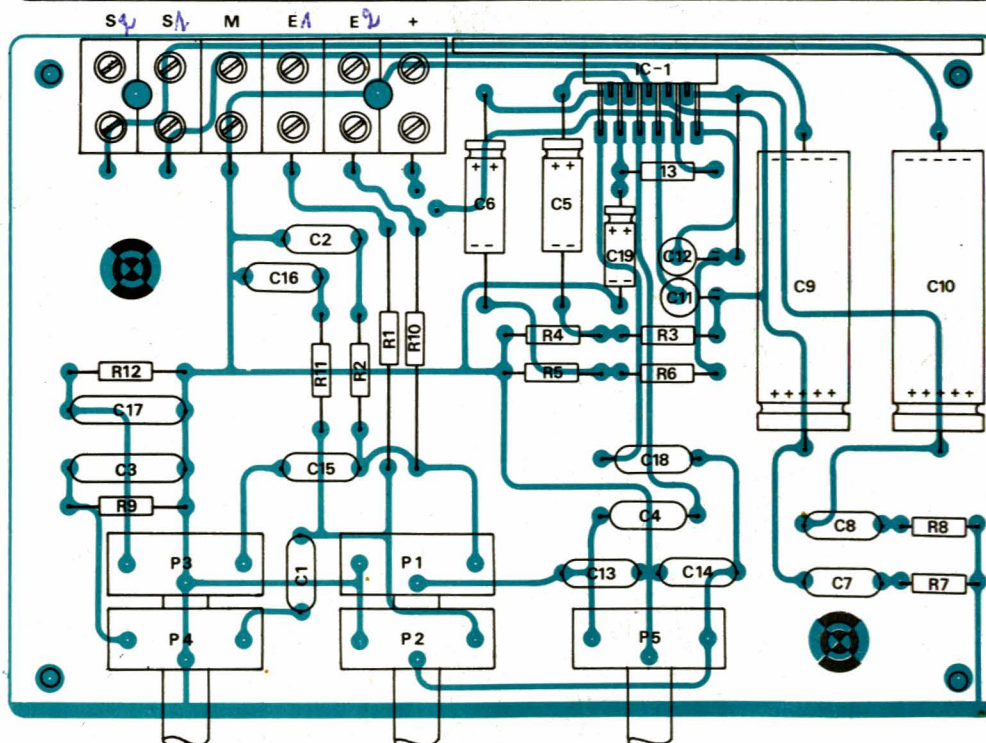 S2 S1 M E1 E2 +
IC-1
13
C6 C5
C2
C19 C12
C16
C11
C9 C10
R1 R10
R4 R3
R11 R2
R12
R5 R6
C17
C3 C15 C18
R9
C4
C8 R8
P3 P1
C1
C13 C14
C7 R7
P4 P2 P5